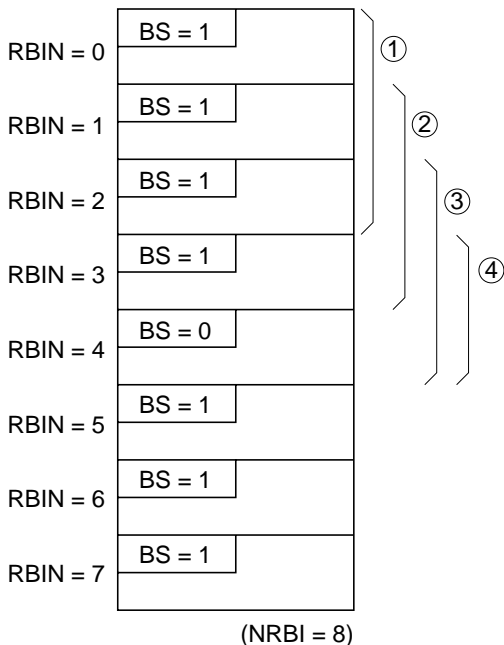 BS = 1
RBIN = 0
①
BS = 1
RBIN = 1
②
BS = 1
RBIN = 2
③
BS = 1
RBIN = 3
④
BS = 0
RBIN = 4
BS = 1
RBIN = 5
BS = 1
RBIN = 6
BS = 1
RBIN = 7
(NRBI = 8)